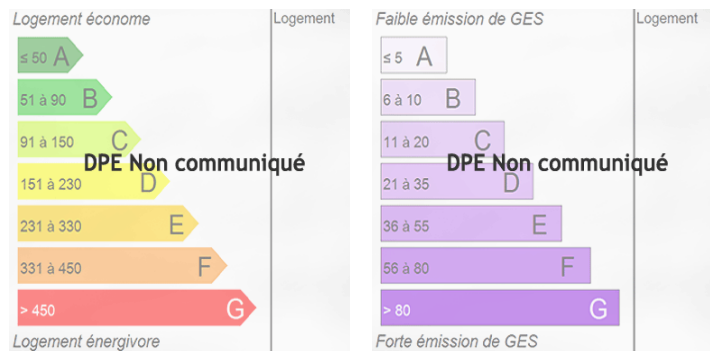 Logement économe
Logement
≤ 50 A
51 à 90 B
91 à 150 C
DPE Non communiqué
151 à 230 D
231 à 330 E
331 à 450 F
> 450 G
Logement énergivore
Faible émission de GES
Logement
≤ 5 A
6 à 10 B
11 à 20 C
DPE Non communiqué
21 à 35 D
36 à 55 E
56 à 80 F
> 80 G
Forte émission de GES